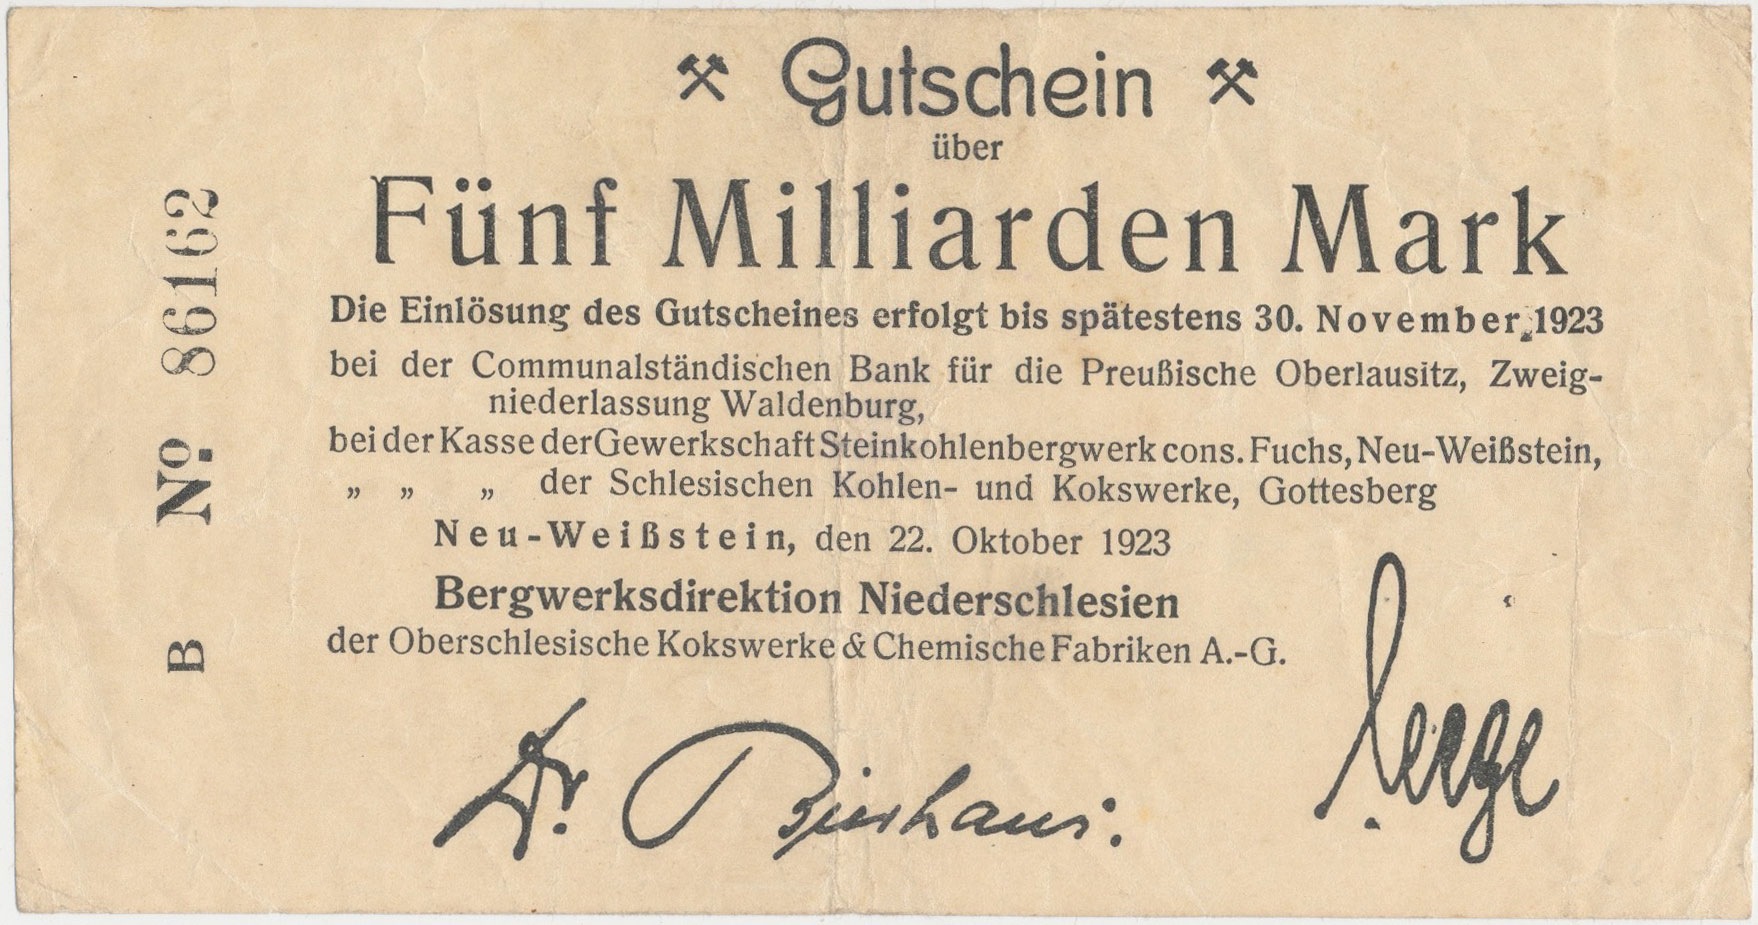 Gutschein
über
Fünf Milliarden Mark
Die Einlösung des Gutscheines erfolgt bis spätestens 30. November 1923
bei der Communalständischen Bank für die Preußische Oberlausitz, Zweig-
niederlassung Waldenburg,
bei der Kasse der Gewerkschaft Steinkohlenbergwerk cons. Fuchs, Neu-Weißstein,
„ „ „ der Schlesischen Kohlen- und Kokswerke, Gottesberg
Neu-Weißstein, den 22. Oktober 1923
Bergwerksdirektion Niederschlesien
der Oberschlesische Kokswerke & Chemische Fabriken A.-G.
Dr.
B No. 86162